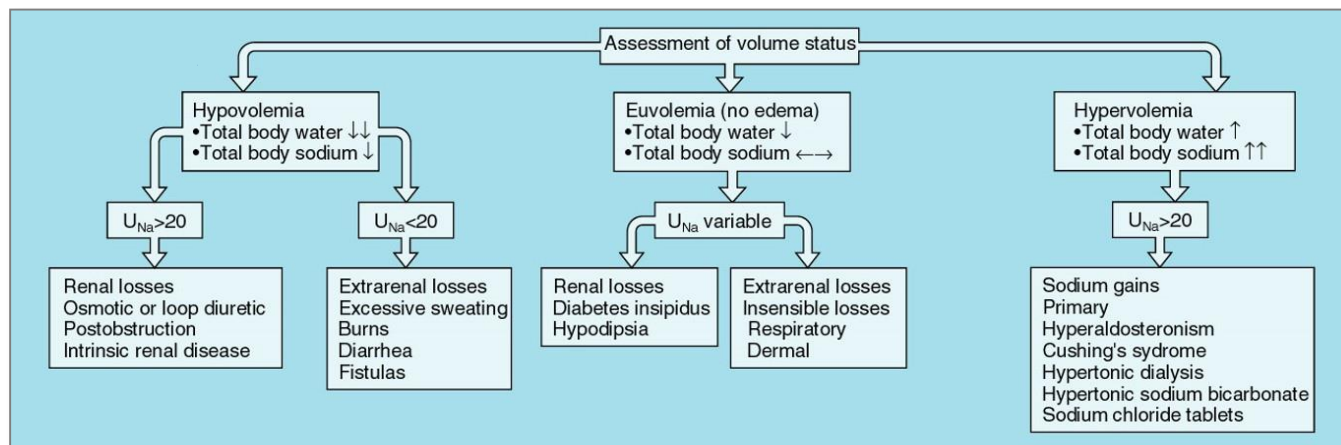 Assessment of volume status
Hypovolemia
•Total body water ↓↓
•Total body sodium ↓
Euvolemia (no edema)
•Total body water ↓
•Total body sodium ←→
Hypervolemia
•Total body water ↑
•Total body sodium ↑↑
UNa>20
UNa<20
UNa variable
UNa>20
Renal losses
Osmotic or loop diuretic
Postobstruction
Intrinsic renal disease
Extrarenal losses
Excessive sweating
Burns
Diarrhea
Fistulas
Renal losses
Diabetes insipidus
Hypodipsia
Extrarenal losses
Insensible losses
Respiratory
Dermal
Sodium gains
Primary
Hyperaldosteronism
Cushing's sydrome
Hypertonic dialysis
Hypertonic sodium bicarbonate
Sodium chloride tablets